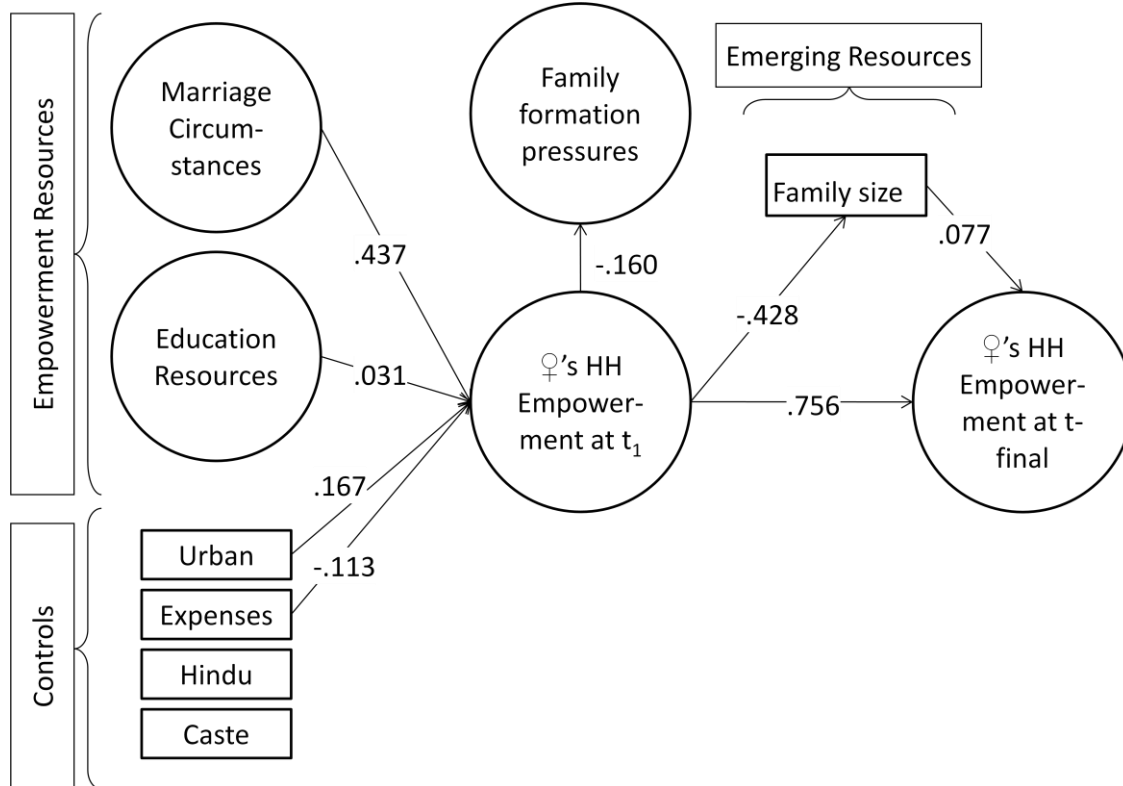 Empowerment Resources
Marriage
Circum-
stances
Education
Resources
.437
.031
Family
formation
pressures
-.160
Emerging Resources
Family size
.077
-.428
♀'s HH
Empower-
ment at t₁
.756
♀'s HH
Empower-
ment at t-
final
.167
-.113
Controls
Urban
Expenses
Hindu
Caste